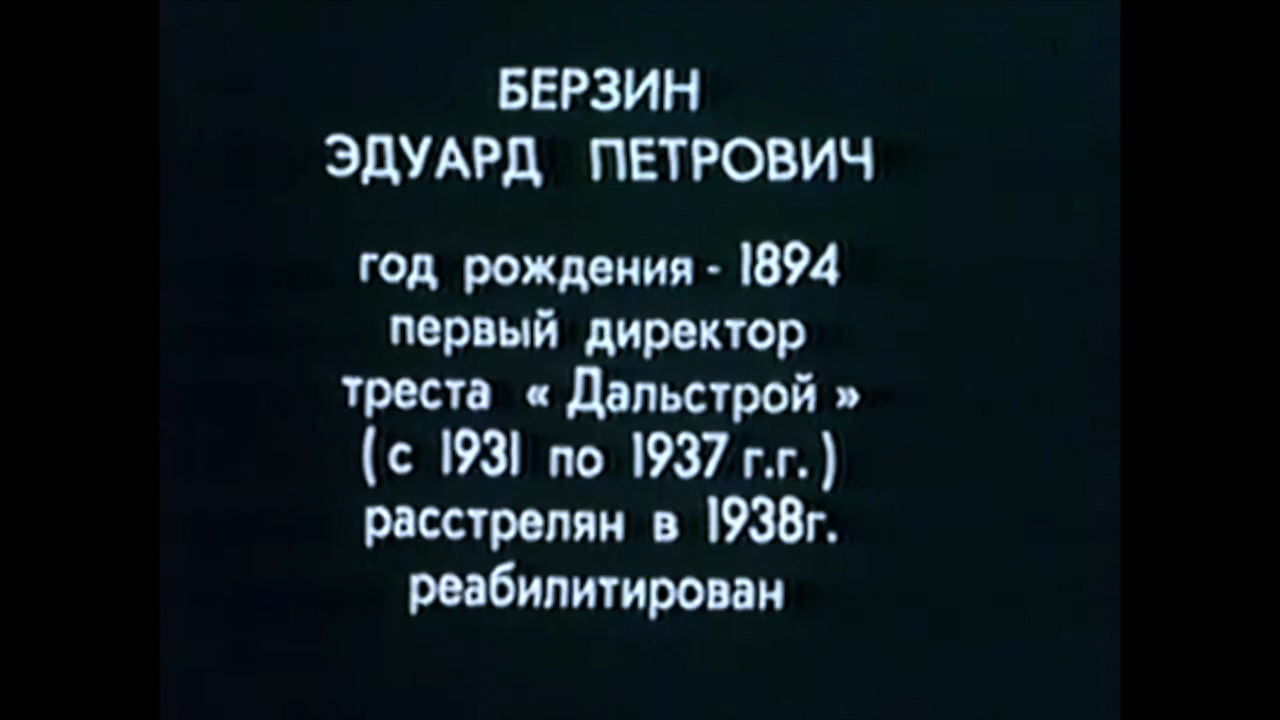 БЕРЗИН
ЭДУАРД ПЕТРОВИЧ
год рождения - 1894
первый директор
треста « Дальстрой »
( с 1931 по 1937 г.г. )
расстрелян в 1938г.
реабилитирован